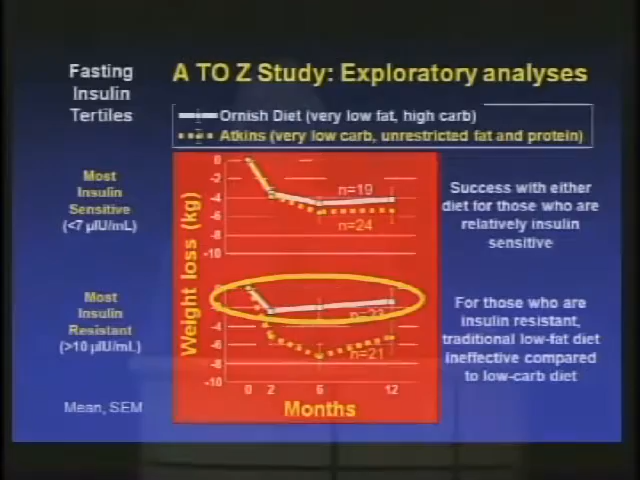 Fasting
Insulin
Tertiles
A TO Z Study: Exploratory analyses
Ornish Diet (very low fat, high carb)
Atkins (very low carb, unrestricted fat and protein)
Most
Insulin
Sensitive
(<7 µIU/mL)
Most
Insulin
Resistant
(>10 µIU/mL)
Mean, SEM
Weight loss (kg)
0
-2
-4
-6
-8
-10
n=19
n=24
0
-4
-6
-8
-10
n=21
0 2 6 12
Months
Success with either
diet for those who are
relatively insulin
sensitive
For those who are
insulin resistant,
traditional low-fat diet
ineffective compared
to low-carb diet